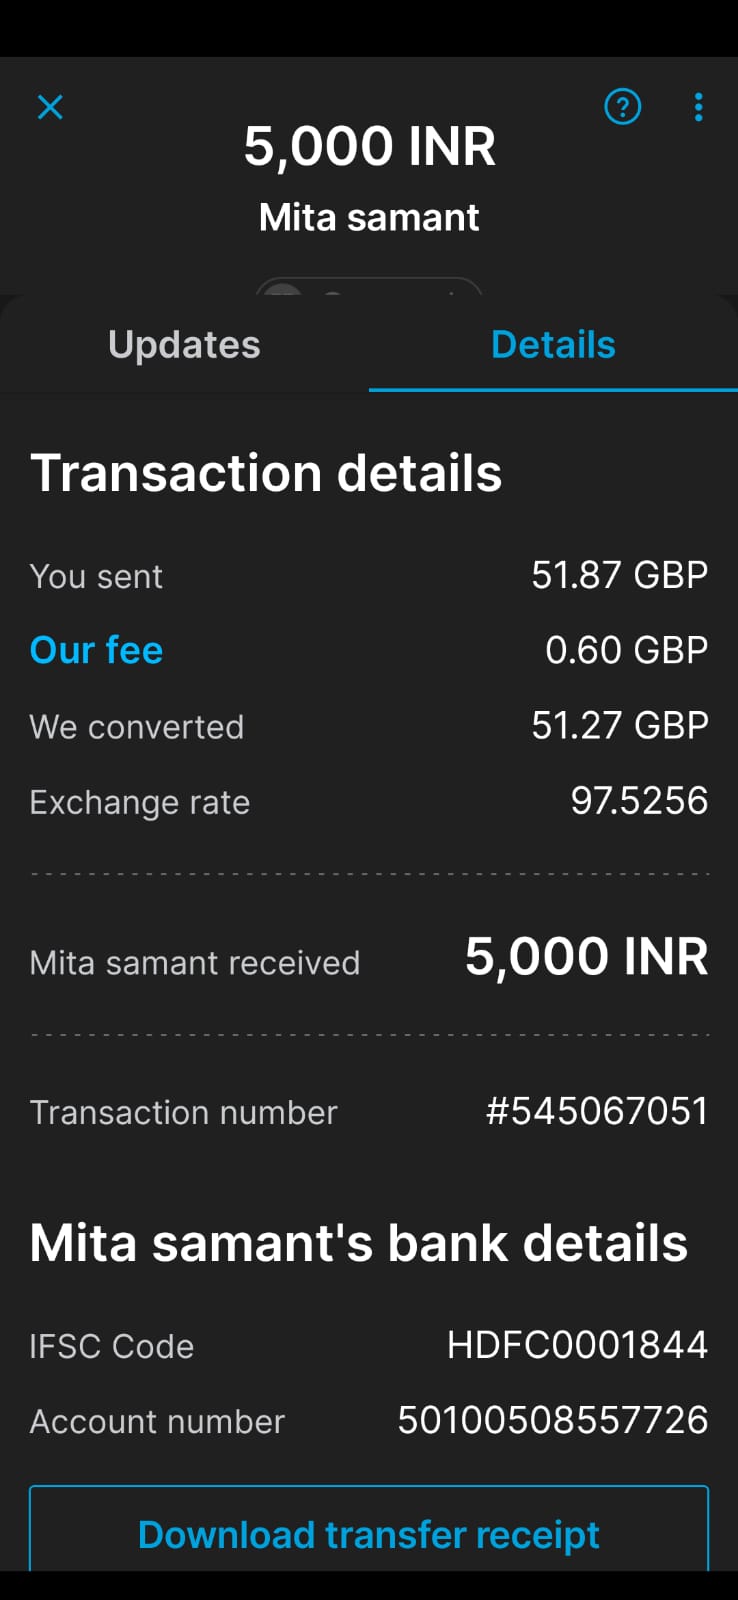 5,000 INR
Mita samant
Updates
Details
Transaction details
You sent 51.87 GBP
Our fee 0.60 GBP
We converted 51.27 GBP
Exchange rate 97.5256
Mita samant received 5,000 INR
Transaction number #545067051
Mita samant's bank details
IFSC Code HDFC0001844
Account number 50100508557726
Download transfer receipt